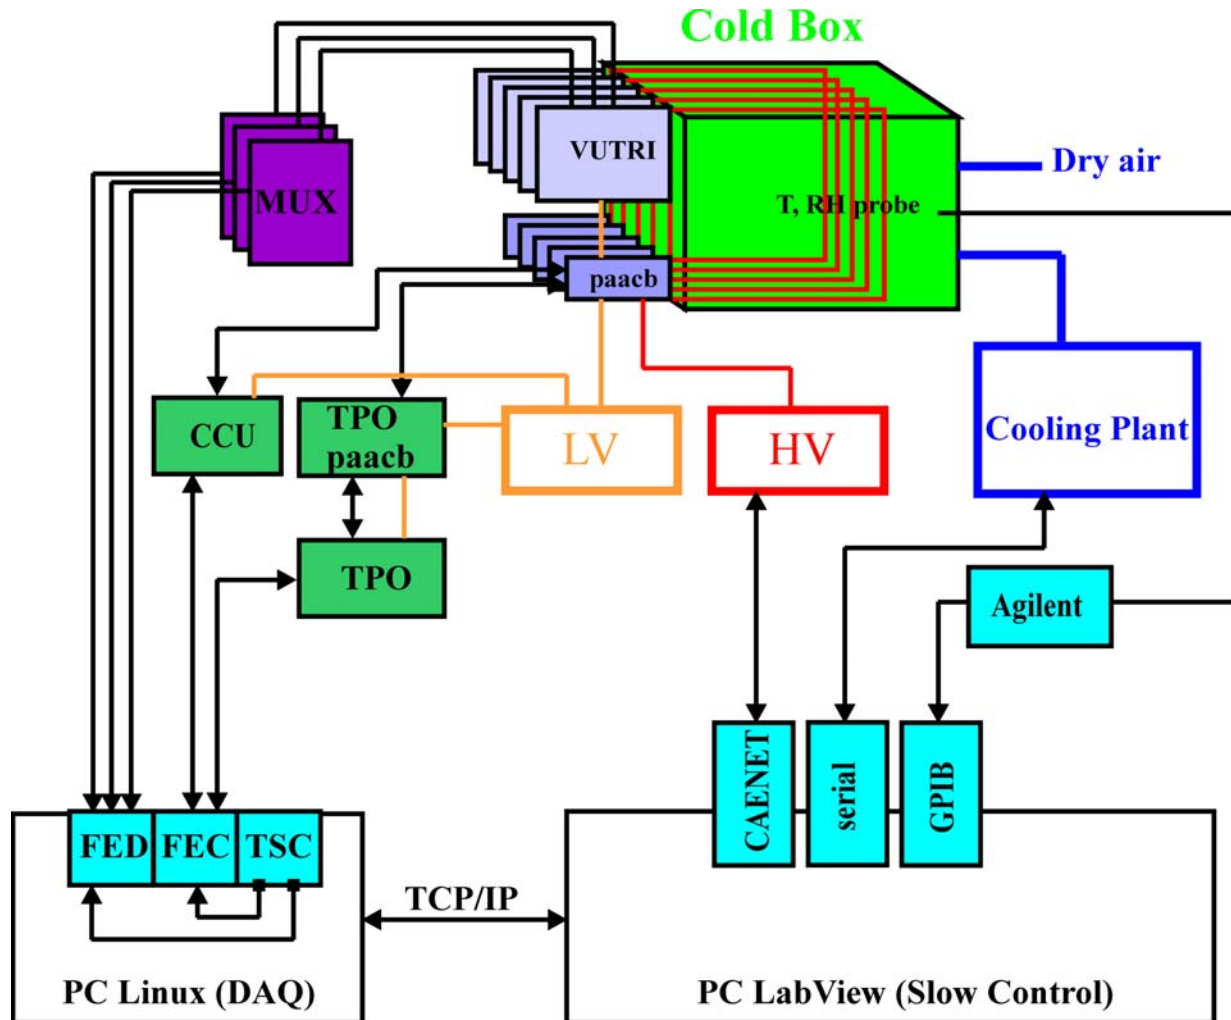 Cold Box
VUTRI
Dry air
MUX
T, RH probe
paacb
CCU
TPO
paacb
LV
HV
Cooling Plant
TPO
Agilent
CAENET
serial
GPIB
FED
FEC
TSC
TCP/IP
PC Linux (DAQ)
PC LabView (Slow Control)